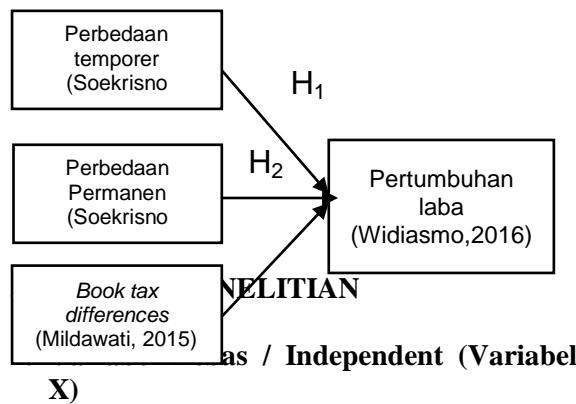 Perbedaan
temporer
(Soekrisno
H1
Perbedaan
Permanen
(Soekrisno
H2
Pertumbuhan
laba
(Widiasmo,2016)
Book tax
differences
(Mildawati, 2015)
NELITIAN
as / Independent (Variabel
X)